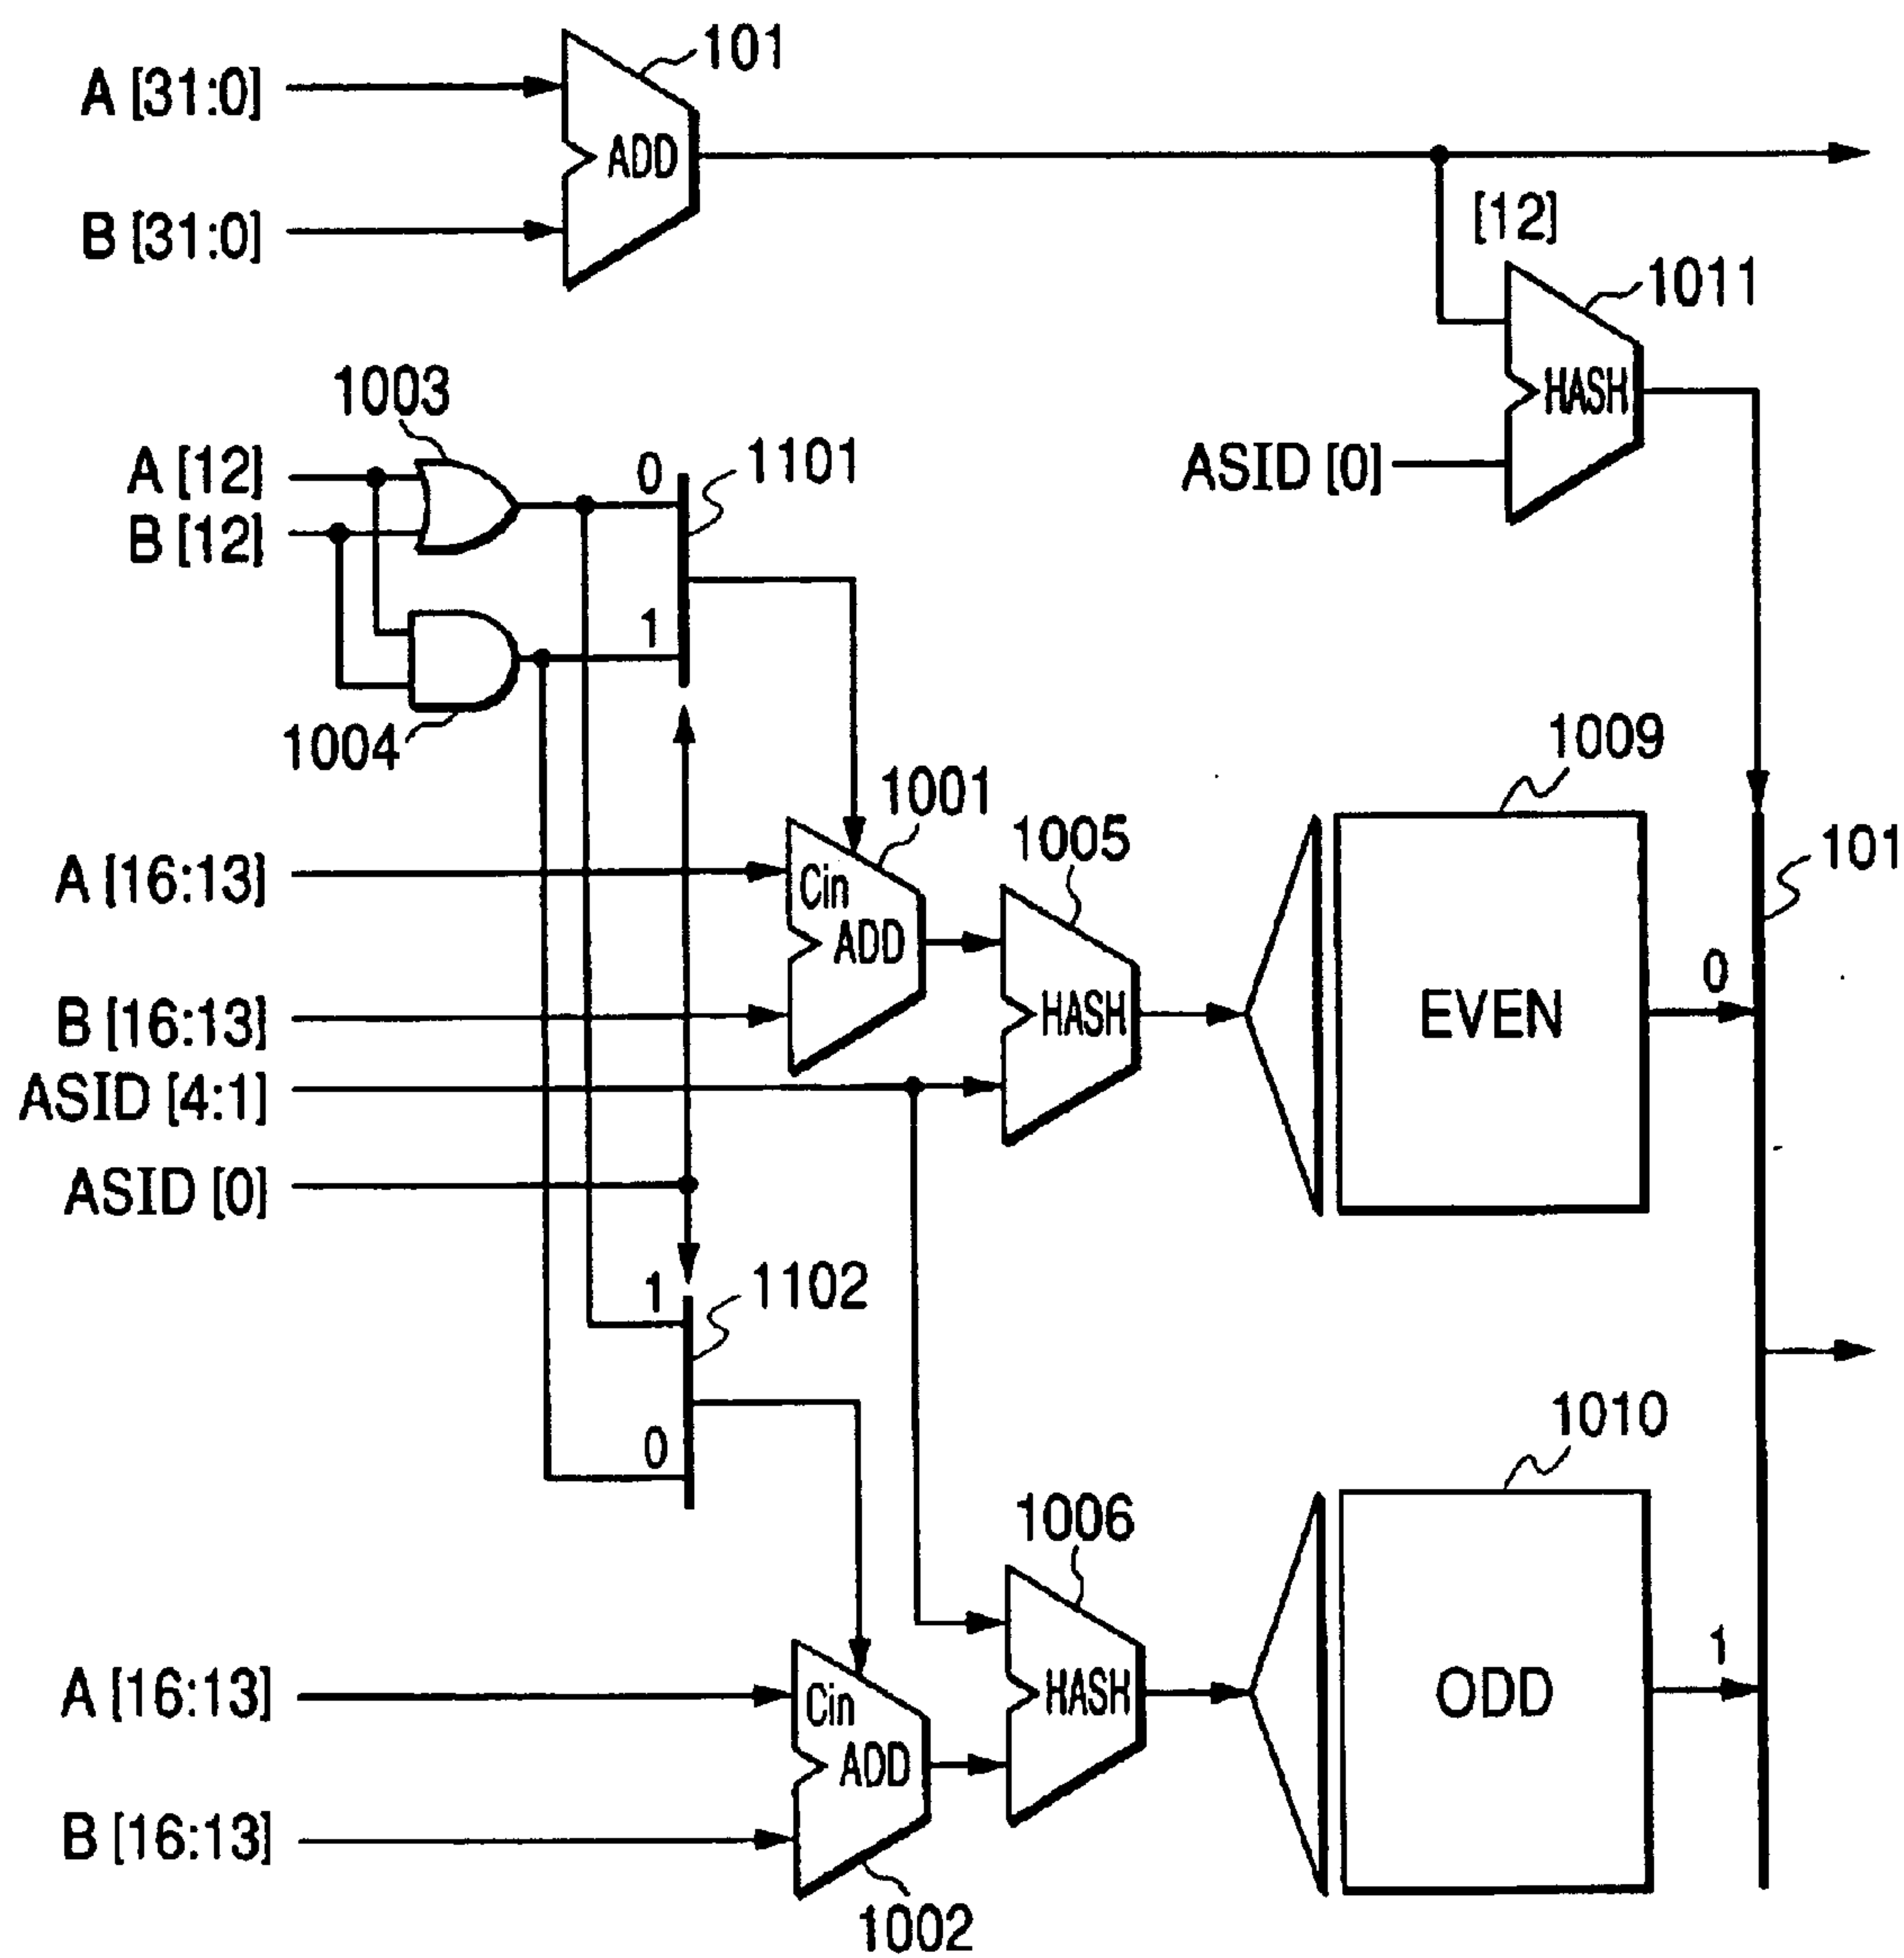 101
A [31:0]
ADD
B [31:0]
[12]
1011
HASH
ASID [0]
1003
A [12]
B [12]
0
1101
1
1004
1009
1001
1005
A [16:13]
Cin
ADD
101
B [16:13]
HASH
EVEN
0
ASID [4:1]
ASID [0]
1
1102
0
1010
1006
A [16:13]
Cin
ADD
HASH
ODD
1
B [16:13]
1002